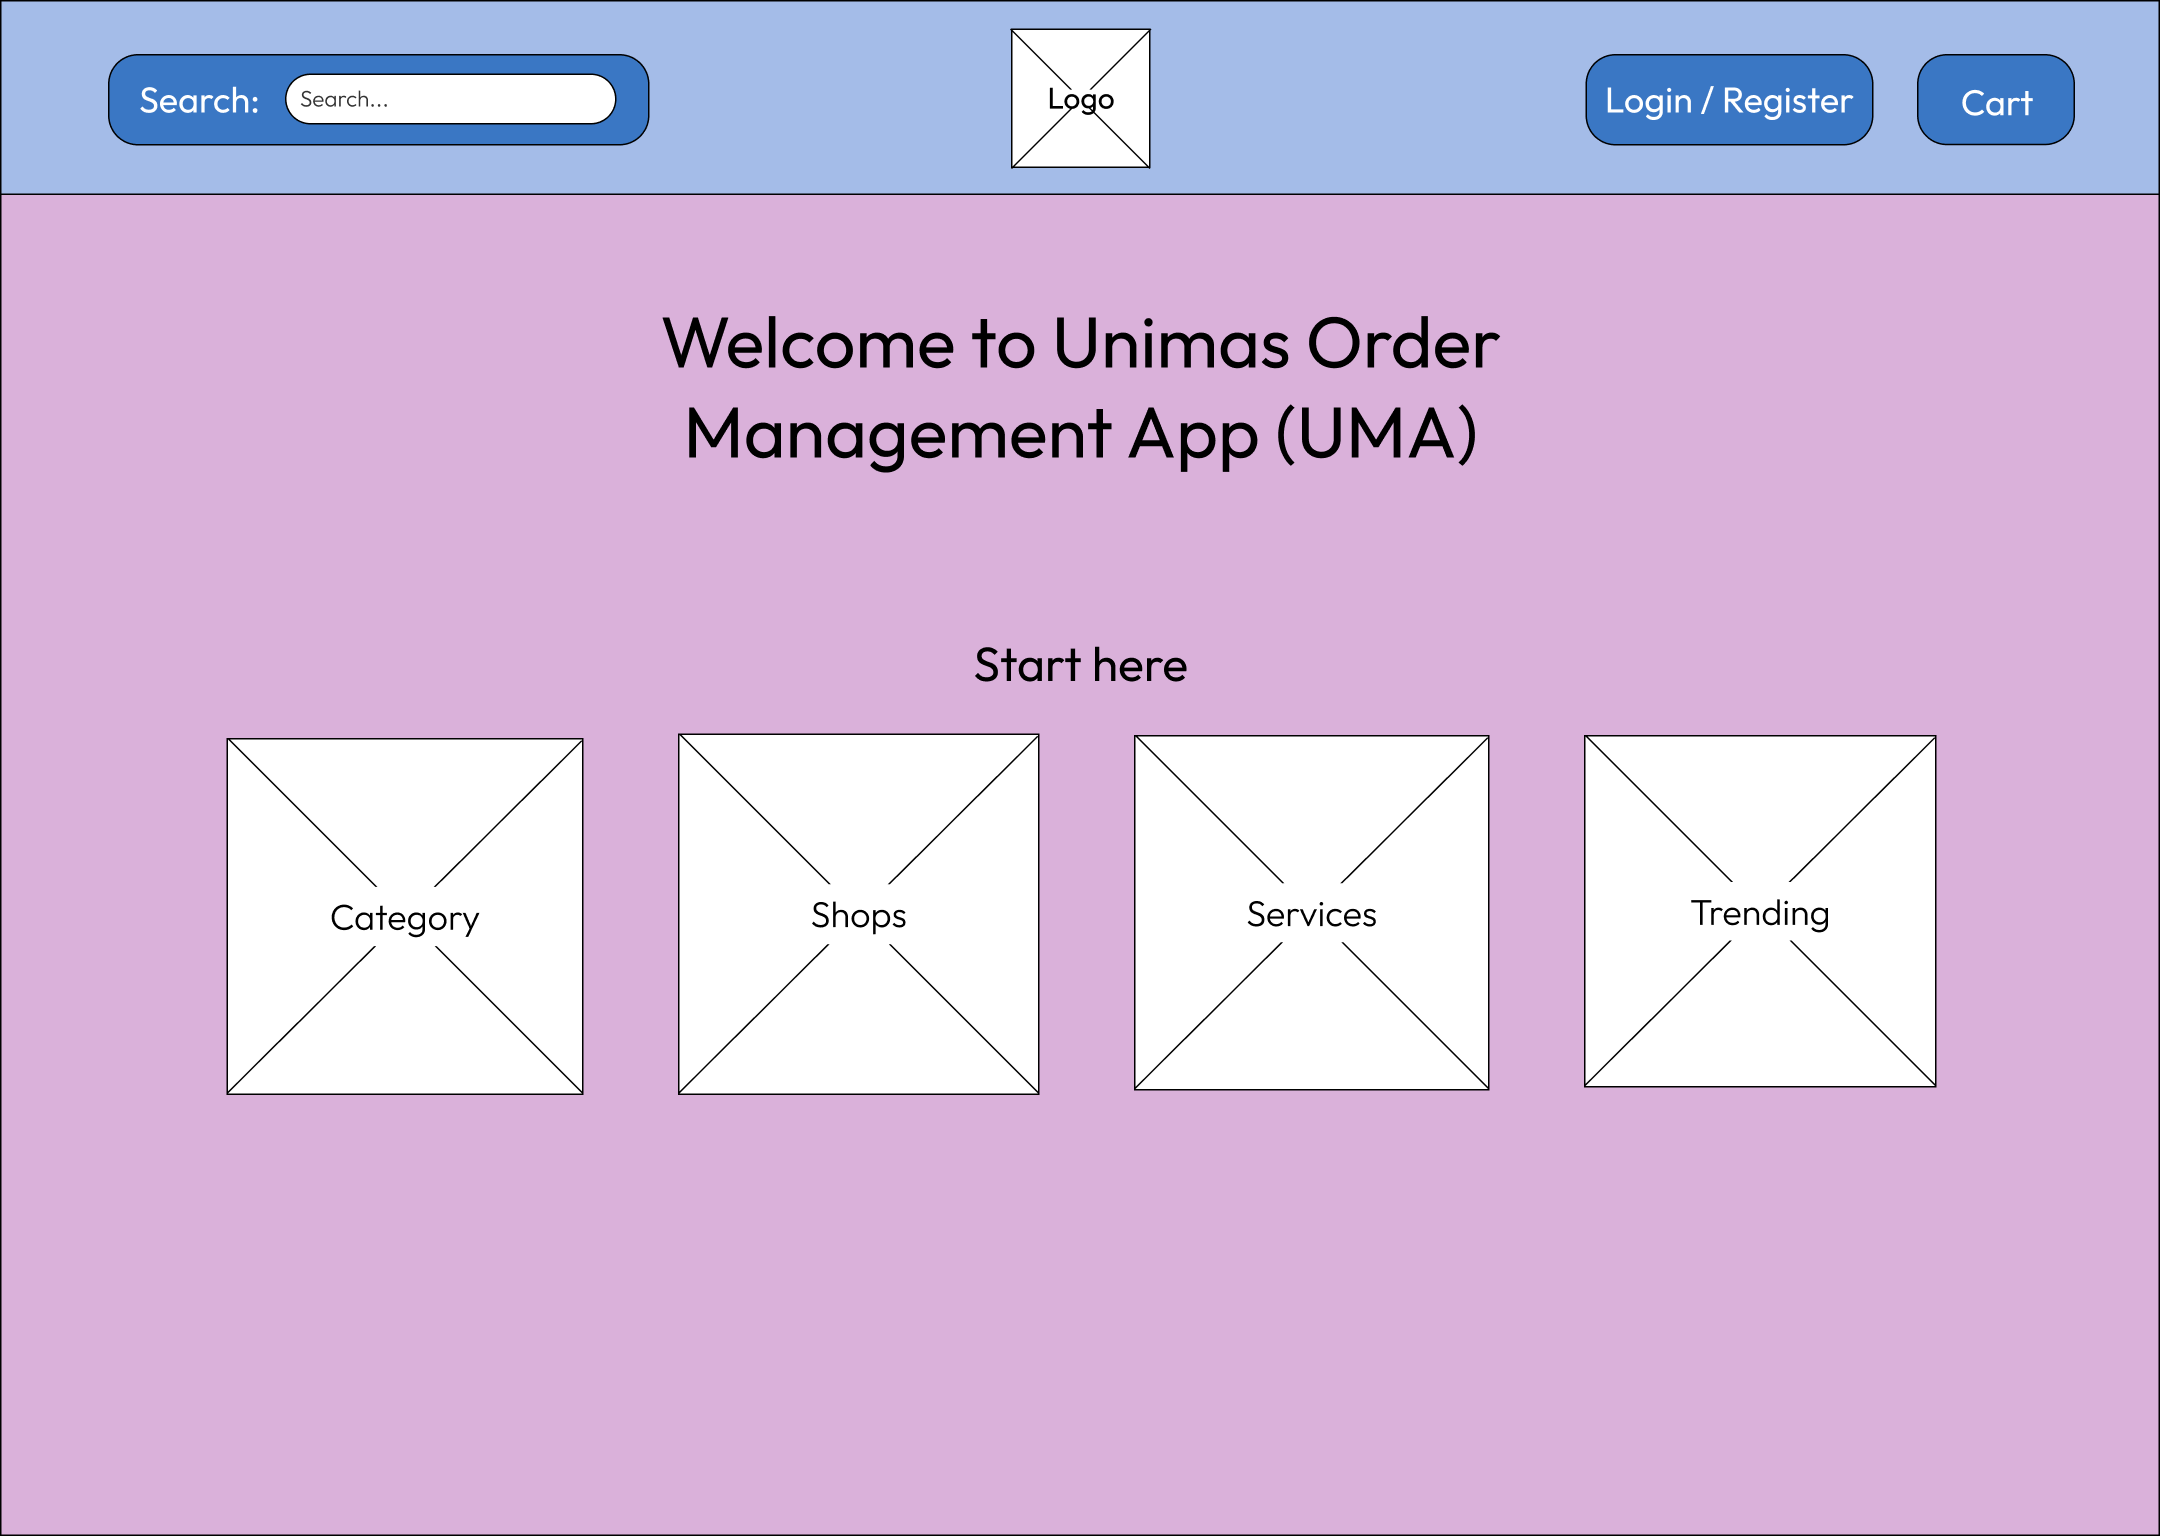 Search:
Search...
Logo
Login / Register
Cart
Welcome to Unimas Order
Management App (UMA)
Start here
Category
Shops
Services
Trending